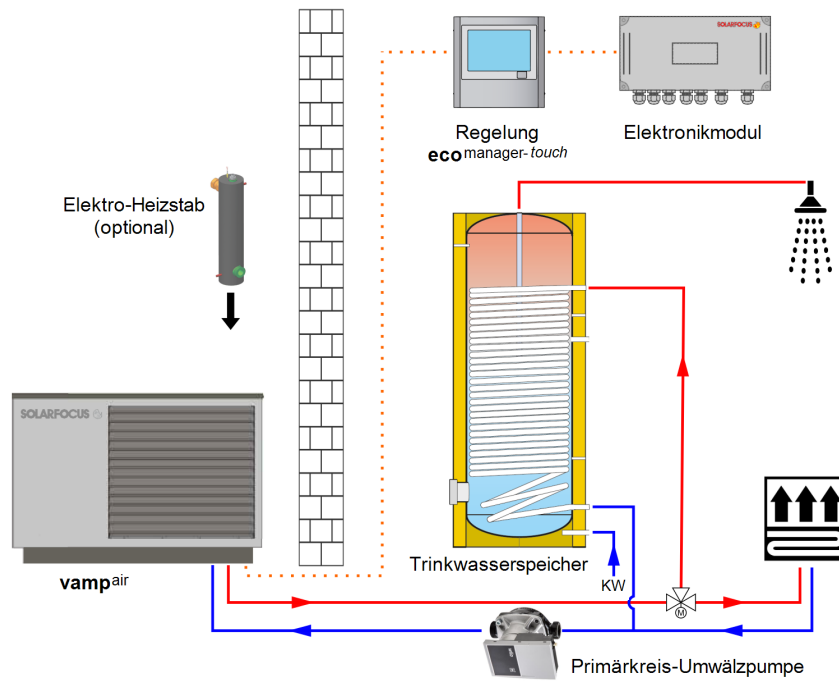 SOLARFOCUS
Regelung
ecomanager-touch
Elektronikmodul
Elektro-Heizstab
(optional)
SOLARFOCUS
vampair
Trinkwasserspeicher
KW
M
Primärkreis-Umwälzpumpe